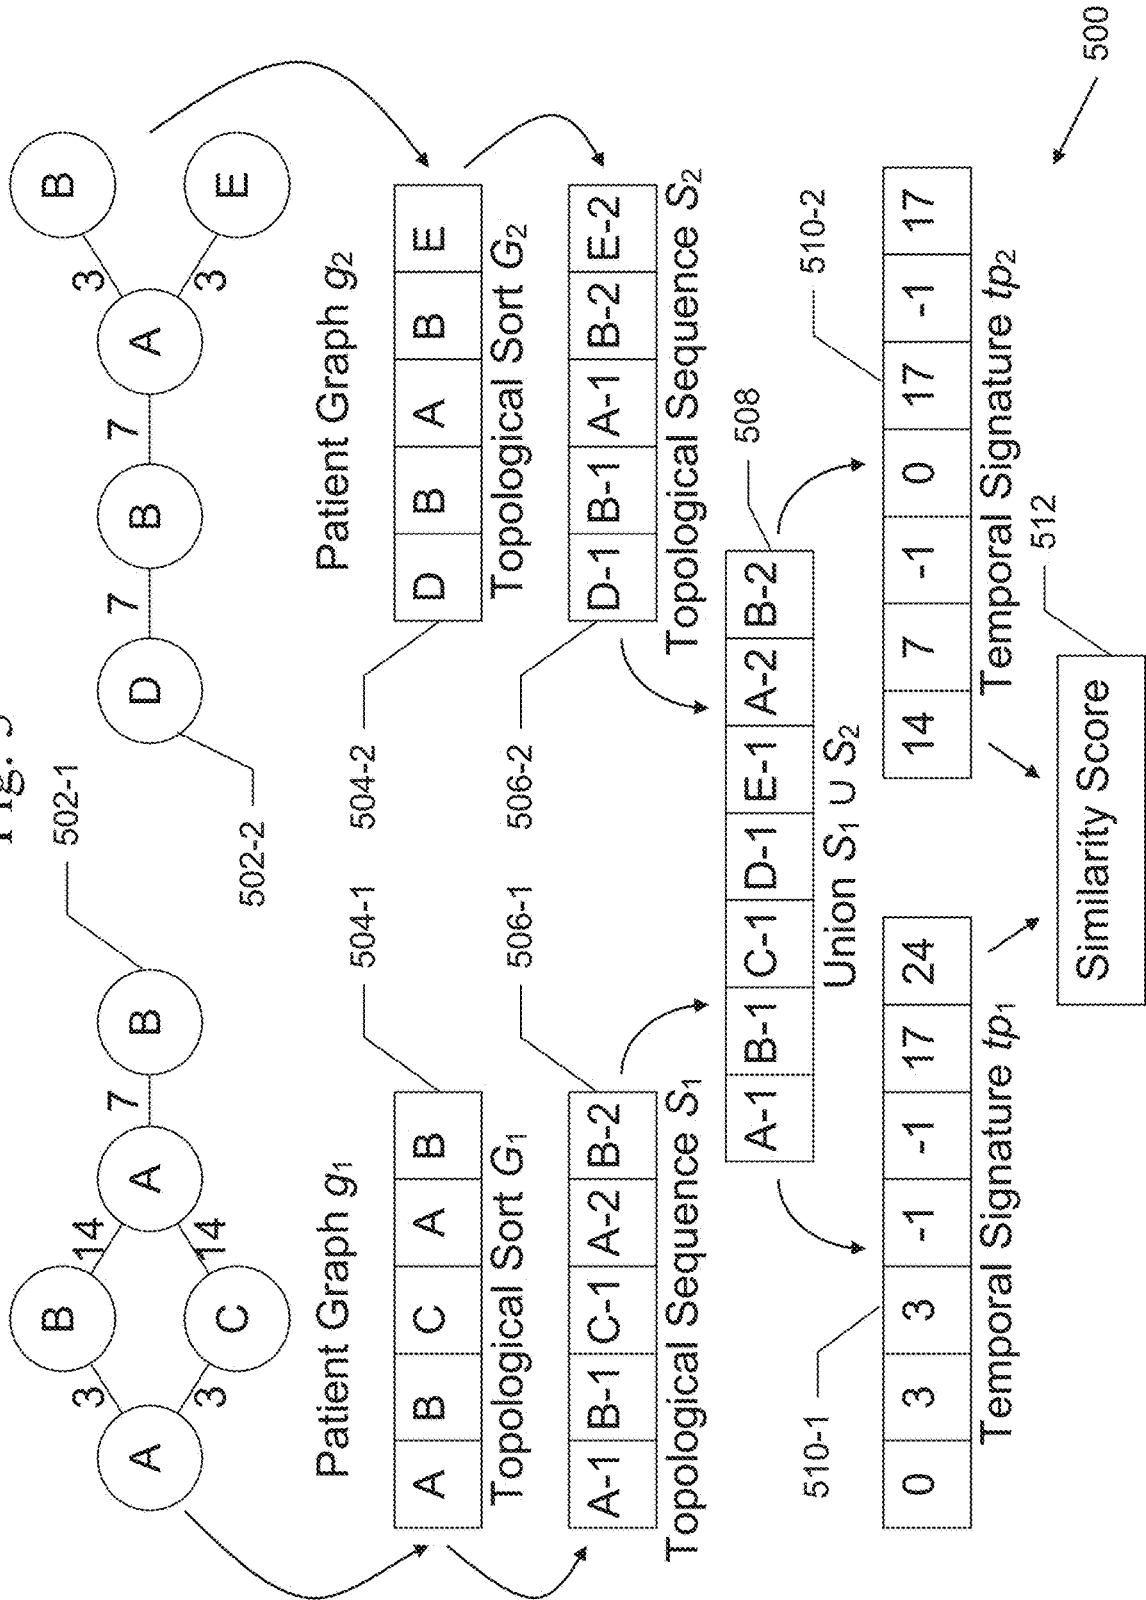 Fig. 5
502-1
502-2
B
3
14
A
7
B
C
3
14
A
D
7
B
7
A
3
B
3
E
Patient Graph g₁
Patient Graph g₂
504-1
504-2
A B C A B
D B A B E
Topological Sort G₁
Topological Sort G₂
506-1
506-2
A-1 B-1 C-1 A-2 B-2
D-1 B-1 A-1 B-2 E-2
Topological Sequence S₁
Topological Sequence S₂
508
A-1 B-1 C-1 D-1 E-1 A-2 B-2
Union S₁ ∪ S₂
510-1
510-2
0 3 3 -1 -1 17 24
14 7 -1 0 17 -1 17
Temporal Signature tp₁
Temporal Signature tp₂
512
Similarity Score
500